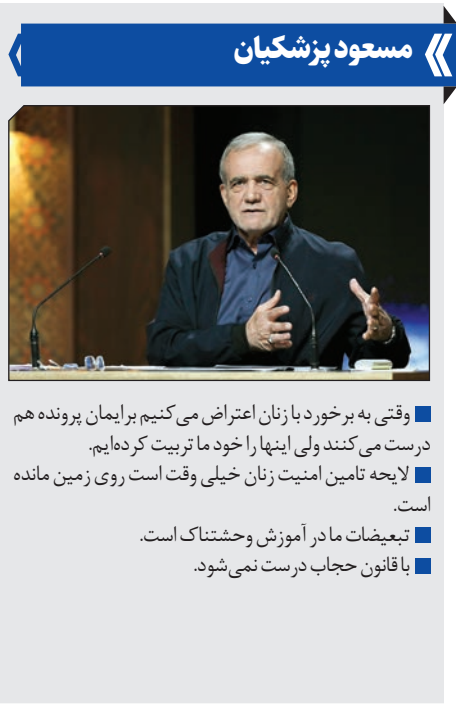 مسعود پزشکیان
وقتی به برخورد با زنان اعتراض می‌کنیم برایمان پرونده هم
درست می‌کنند ولی اینها را خود ما تربیت کرده‌ایم.
لایحه تامین امنیت زنان خیلی وقت است روی زمین مانده
است.
تبعیضات ما در آموزش وحشتناک است.
با قانون حجاب درست نمی‌شود.